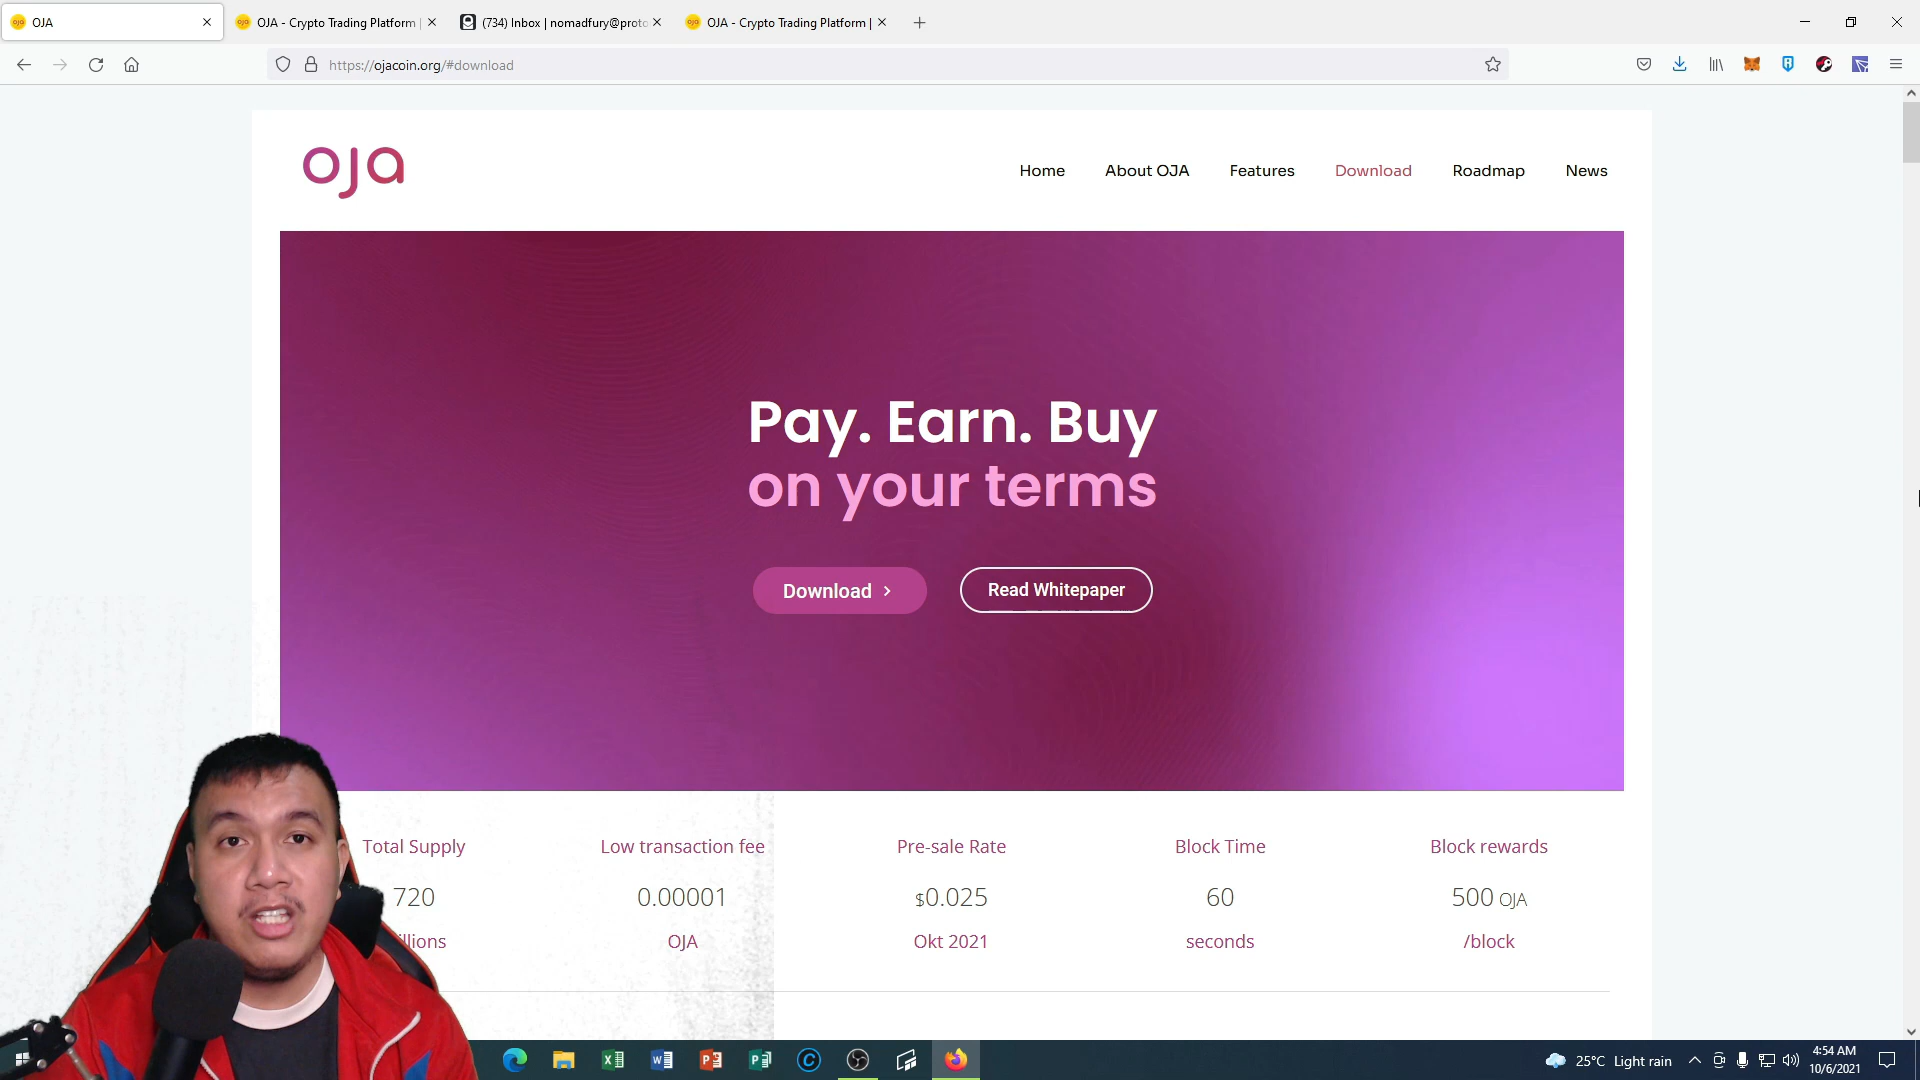 OJA
OJA - Crypto Trading Platform |
(734) Inbox | nomadfury@proto
OJA - Crypto Trading Platform |
https://ojacoin.org/#download
oja
Home
About OJA
Features
Download
Roadmap
News
Pay. Earn. Buy
on your terms
Download
Read Whitepaper
Total Supply
Low transaction fee
Pre-sale Rate
Block Time
Block rewards
720
0.00001
$0.025
60
500 OJA
llions
OJA
Okt 2021
seconds
/block
25°C Light rain
4:54 AM
10/6/2021